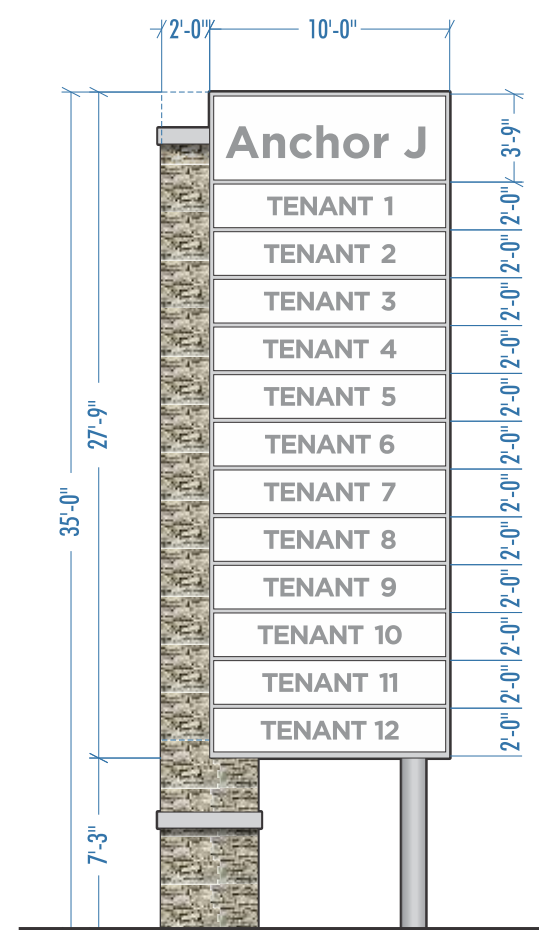 2'-0" 10'-0"
Anchor J
3'-9"
TENANT 1
2'-0"
TENANT 2
2'-0"
TENANT 3
2'-0"
TENANT 4
2'-0"
TENANT 5
2'-0"
TENANT 6
2'-0"
TENANT 7
2'-0"
TENANT 8
2'-0"
TENANT 9
2'-0"
TENANT 10
2'-0"
TENANT 11
2'-0"
TENANT 12
2'-0"
27'-9"
35'-0"
7'-3"